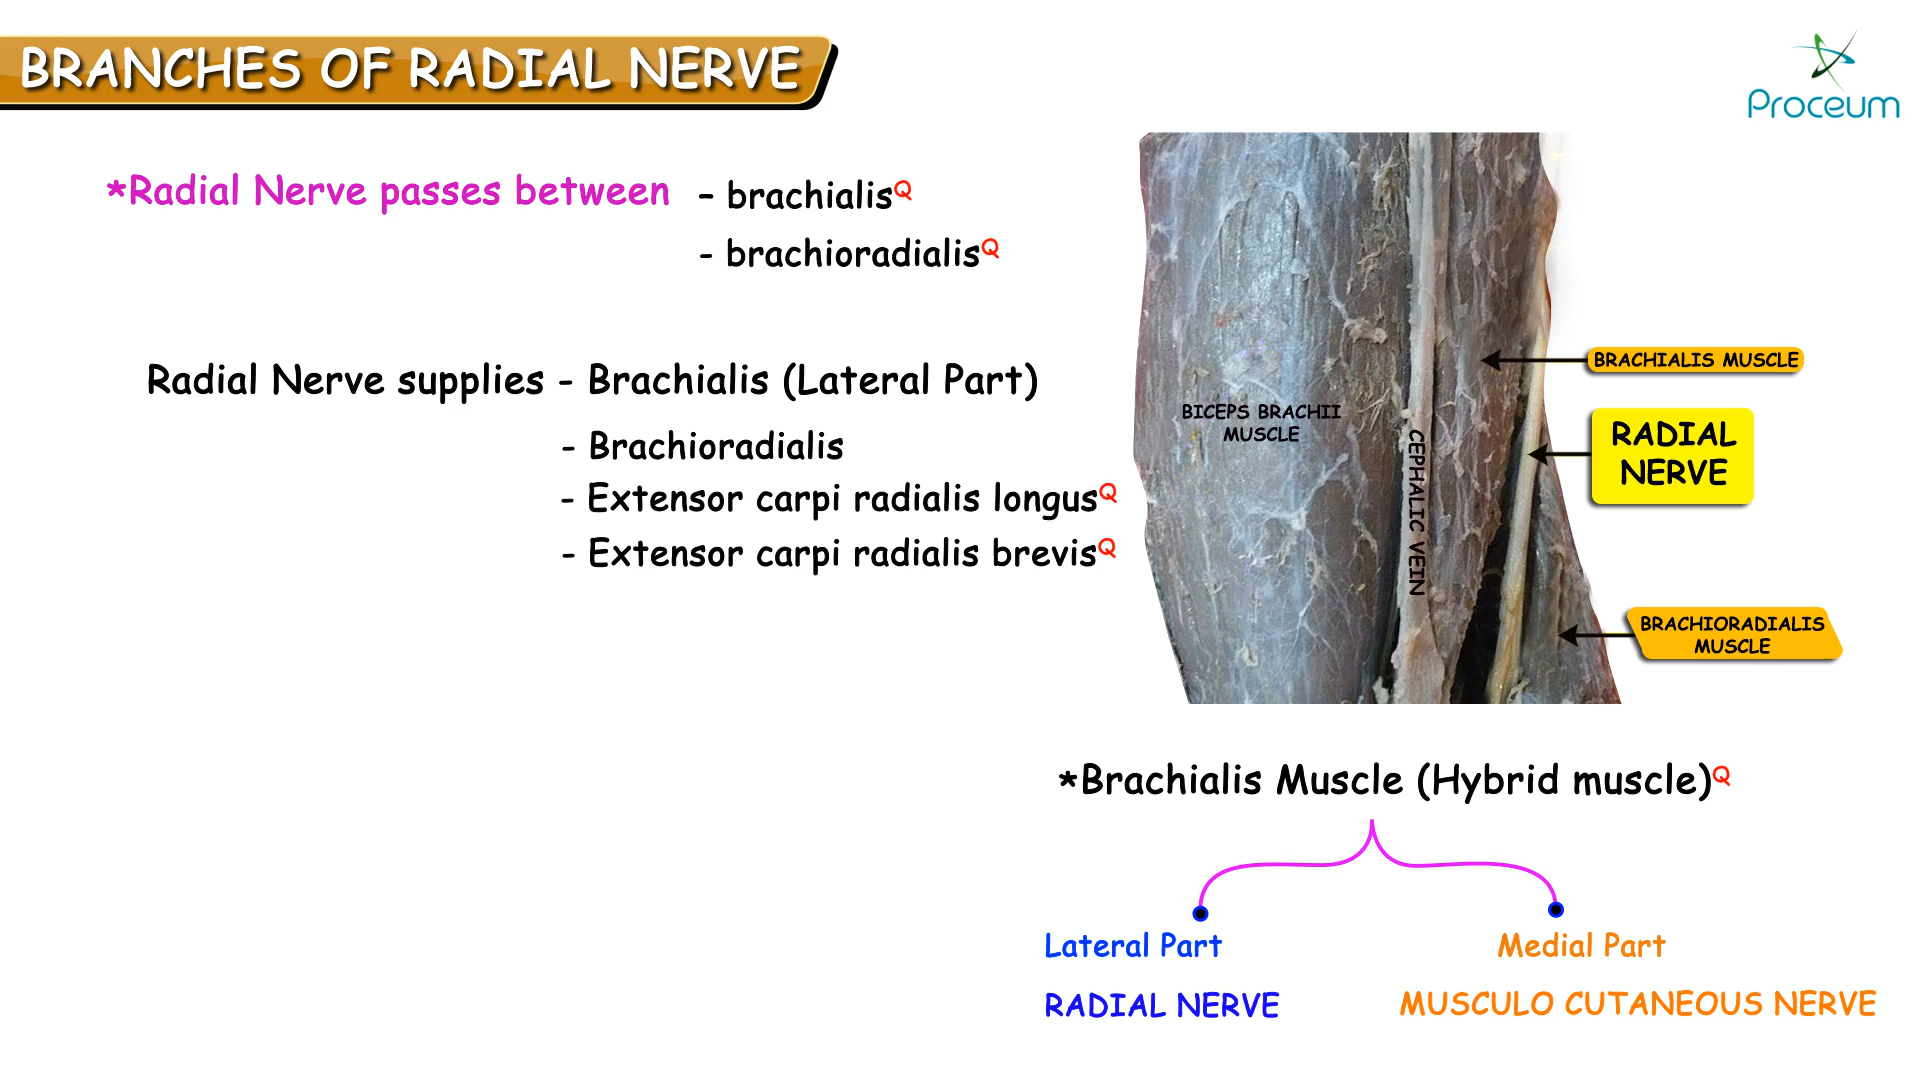 BRANCHES OF RADIAL NERVE
Proceum
*Radial Nerve passes between - brachialisQ
- brachioradialisQ
Radial Nerve supplies - Brachialis (Lateral Part)
- Brachioradialis
- Extensor carpi radialis longusQ
- Extensor carpi radialis brevisQ
BICEPS BRACHII
MUSCLE
CEPHALIC VEIN
BRACHIALIS MUSCLE
RADIAL
NERVE
BRACHIORADIALIS
MUSCLE
*Brachialis Muscle (Hybrid muscle)Q
Lateral Part
RADIAL NERVE
Medial Part
MUSCULO CUTANEOUS NERVE